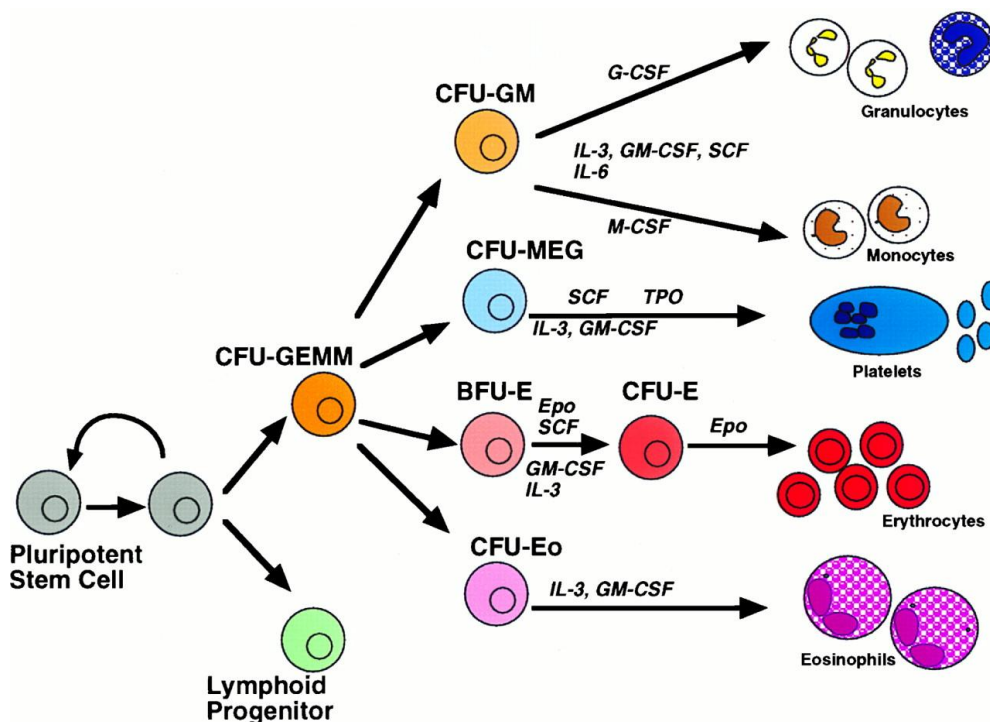 CFU-GM
G-CSF
Granulocytes
IL-3, GM-CSF, SCF
IL-6
M-CSF
Monocytes
CFU-MEG
SCF TPO
IL-3, GM-CSF
Platelets
CFU-GEMM
BFU-E
Epo
SCF
GM-CSF
IL-3
CFU-E
Epo
Erythrocytes
Pluripotent
Stem Cell
CFU-Eo
IL-3, GM-CSF
Eosinophils
Lymphoid
Progenitor